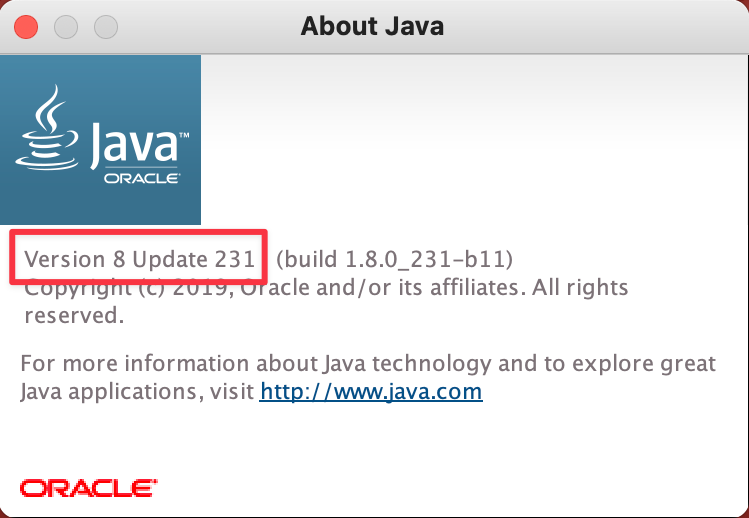 About Java
Java™
ORACLE
Version 8 Update 231 (build 1.8.0_231-b11)
Copyright (c) 2019, Oracle and/or its affiliates. All rights
reserved.
For more information about Java technology and to explore great
Java applications, visit http://www.java.com
ORACLE